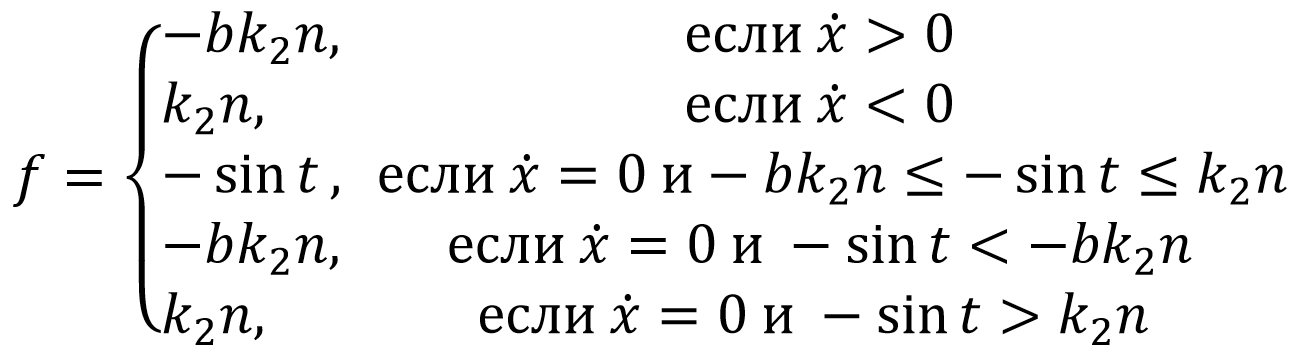 −bk₂n, если ẋ > 0
k₂n, если ẋ < 0
f = { − sin t , если ẋ = 0 и − bk₂n ≤ − sin t ≤ k₂n
−bk₂n, если ẋ = 0 и − sin t < −bk₂n
k₂n, если ẋ = 0 и − sin t > k₂n